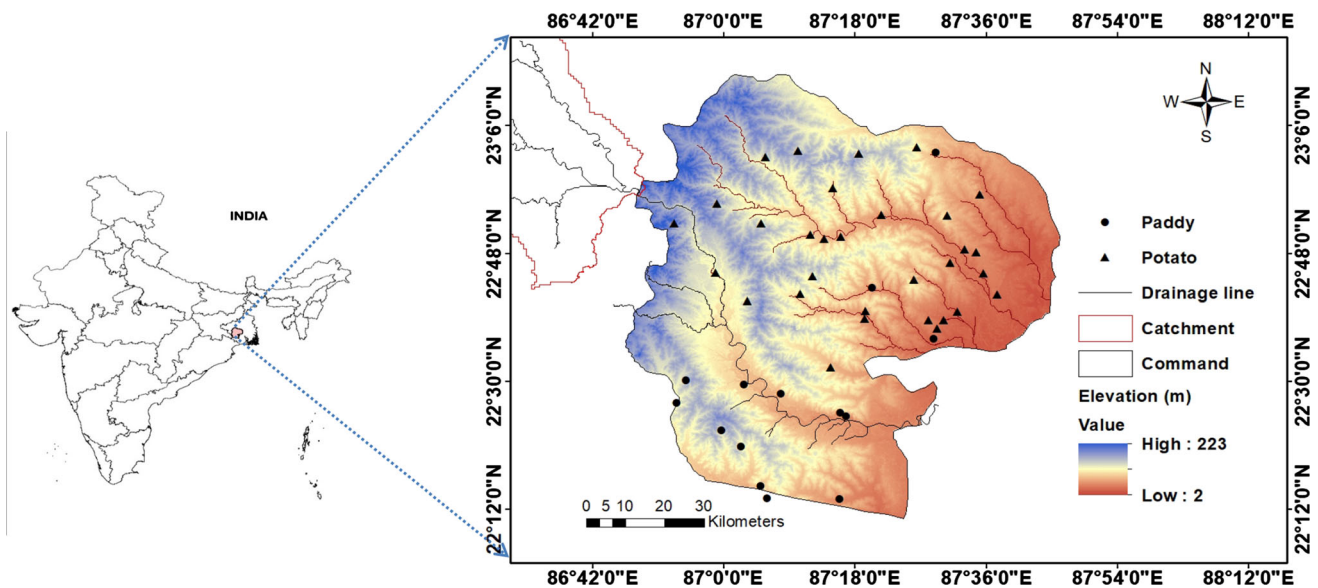 86°42'0"E 87°0'0"E 87°18'0"E 87°36'0"E 87°54'0"E 88°12'0"E
N
W E
S
23°6'0"N
23°6'0"N
INDIA
Paddy
Potato
22°48'0"N
22°48'0"N
Drainage line
Catchment
Command
22°30'0"N
22°30'0"N
Elevation (m)
Value
High : 223
Low : 2
0 5 10 20 30
Kilometers
22°12'0"N
22°12'0"N
86°42'0"E 87°0'0"E 87°18'0"E 87°36'0"E 87°54'0"E 88°12'0"E